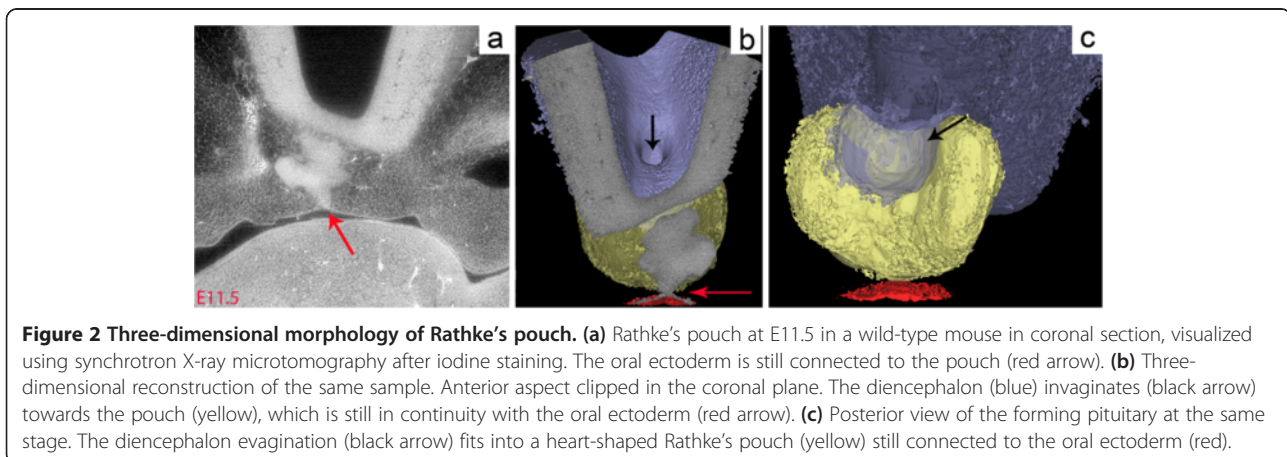 a
b
c
E11.5
Figure 2 Three-dimensional morphology of Rathke's pouch. (a) Rathke's pouch at E11.5 in a wild-type mouse in coronal section, visualized
using synchrotron X-ray microtomography after iodine staining. The oral ectoderm is still connected to the pouch (red arrow). (b) Three-
dimensional reconstruction of the same sample. Anterior aspect clipped in the coronal plane. The diencephalon (blue) invaginates (black arrow)
towards the pouch (yellow), which is still in continuity with the oral ectoderm (red arrow). (c) Posterior view of the forming pituitary at the same
stage. The diencephalon evagination (black arrow) fits into a heart-shaped Rathke's pouch (yellow) still connected to the oral ectoderm (red).